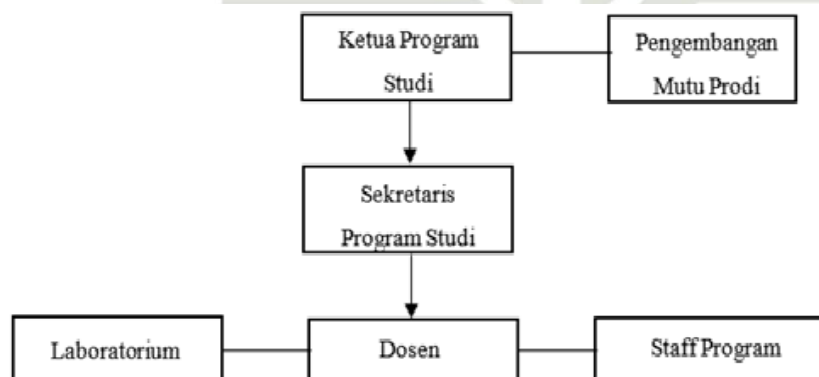 Ketua Program
Studi
Pengembangan
Mutu Prodi
Sekretaris
Program Studi
Laboratorium
Dosen
Staff Program